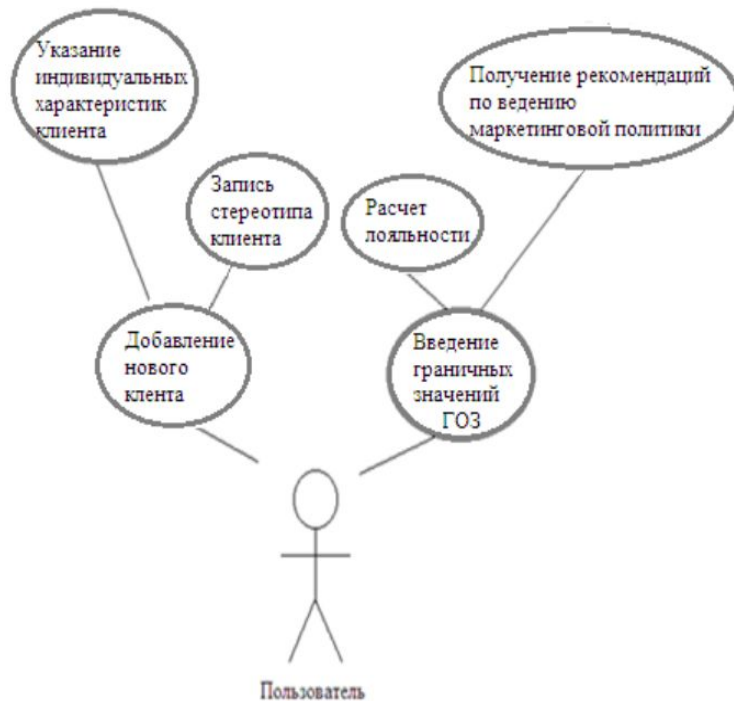 Указание
индивидуальных
характеристик
клиента
Получение рекомендаций
по ведению
маркетинговой политики
Запись
стереотипа
клиента
Расчет
лояльности
Добавление
нового
клента
Введение
граничных
значений
ГОЗ
Пользователь